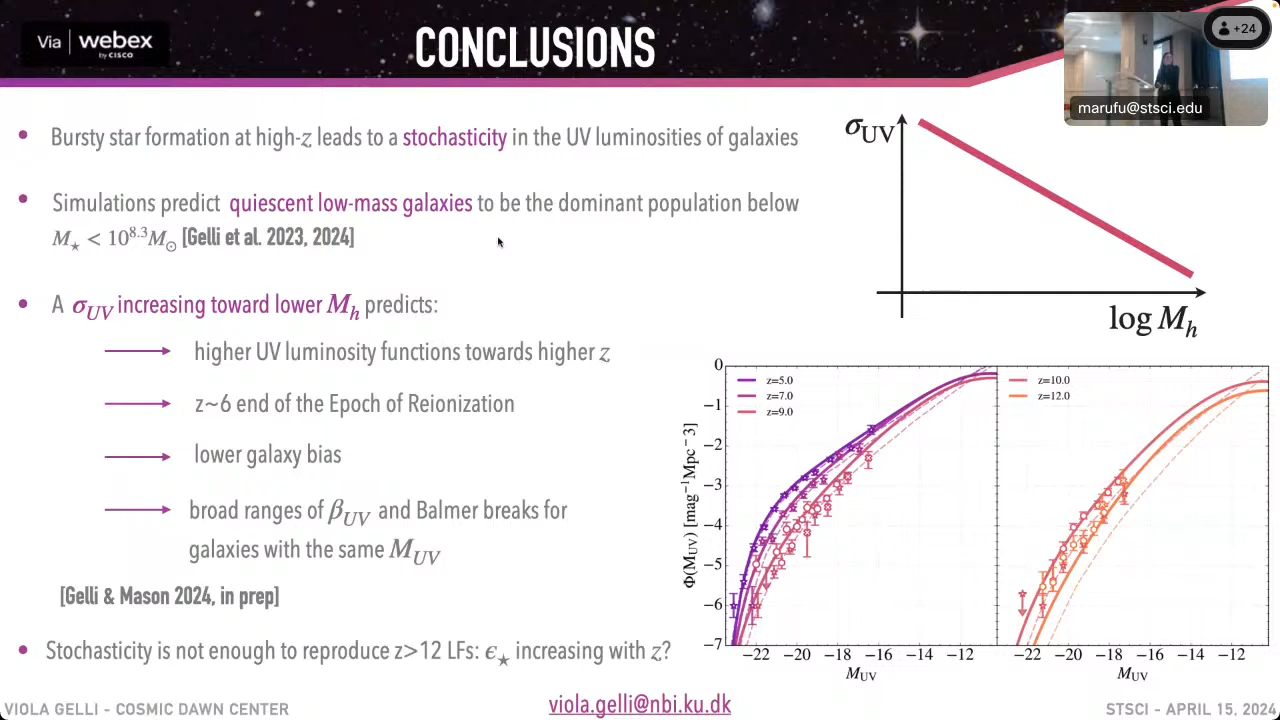 Via | webex
by CISCO
CONCLUSIONS
+24
marufu@stsci.edu
• Bursty star formation at high-z leads to a stochasticity in the UV luminosities of galaxies
• Simulations predict quiescent low-mass galaxies to be the dominant population below
M⋆ < 10^8.3 M⊙ [Gelli et al. 2023, 2024]
• A σUV increasing toward lower Mh predicts:
⟶ higher UV luminosity functions towards higher z
⟶ z~6 end of the Epoch of Reionization
⟶ lower galaxy bias
⟶ broad ranges of βUV and Balmer breaks for
galaxies with the same MUV
[Gelli & Mason 2024, in prep]
• Stochasticity is not enough to reproduce z>12 LFs: ϵ⋆ increasing with z?
σUV
log Mh
Φ(MUV) [mag−1Mpc−3]
0
−1
−2
−3
−4
−5
−6
−7
z=5.0
z=7.0
z=9.0
z=10.0
z=12.0
−22 −20 −18 −16 −14 −12
MUV
−22 −20 −18 −16 −14 −12
MUV
VIOLA GELLI - COSMIC DAWN CENTER
viola.gelli@nbi.ku.dk
STSCI - APRIL 15, 2024